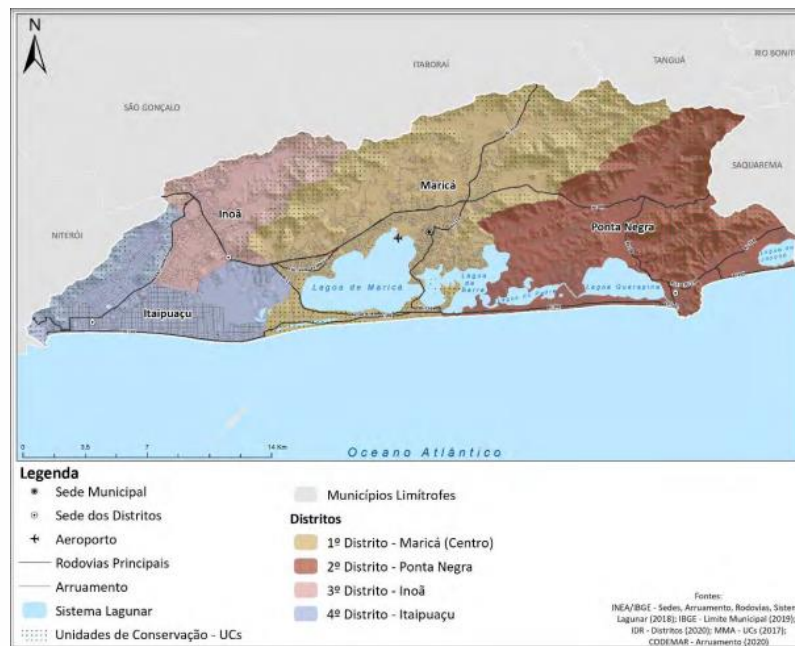 N
ITABORAÍ
TANGUÁ
RIO BONITO
SÃO GONÇALO
SAQUAREMA
NITERÓI
Maricá
Inoã
Ponta Negra
Itaipuaçu
Lagoa de Maricá
Lagoa
da
Barra
Lagoa Guarapina
Oceano Atlântico
0 3,5 7 14 Km
Legenda
Sede Municipal
Sede dos Distritos
Aeroporto
Rodovias Principais
Arruamento
Sistema Lagunar
Unidades de Conservação - UCs
Municípios Limítrofes
Distritos
1º Distrito - Maricá (Centro)
2º Distrito - Ponta Negra
3º Distrito - Inoã
4º Distrito - Itaipuaçu
Fontes:
INEA/IBGE - Sedes, Arruamento, Rodovias, Sistem
Lagunar (2018); IBGE - Limite Municipal (2019);
IDR - Distritos (2020); MMA - UCs (2017);
CODEMAR - Arruamento (2020)